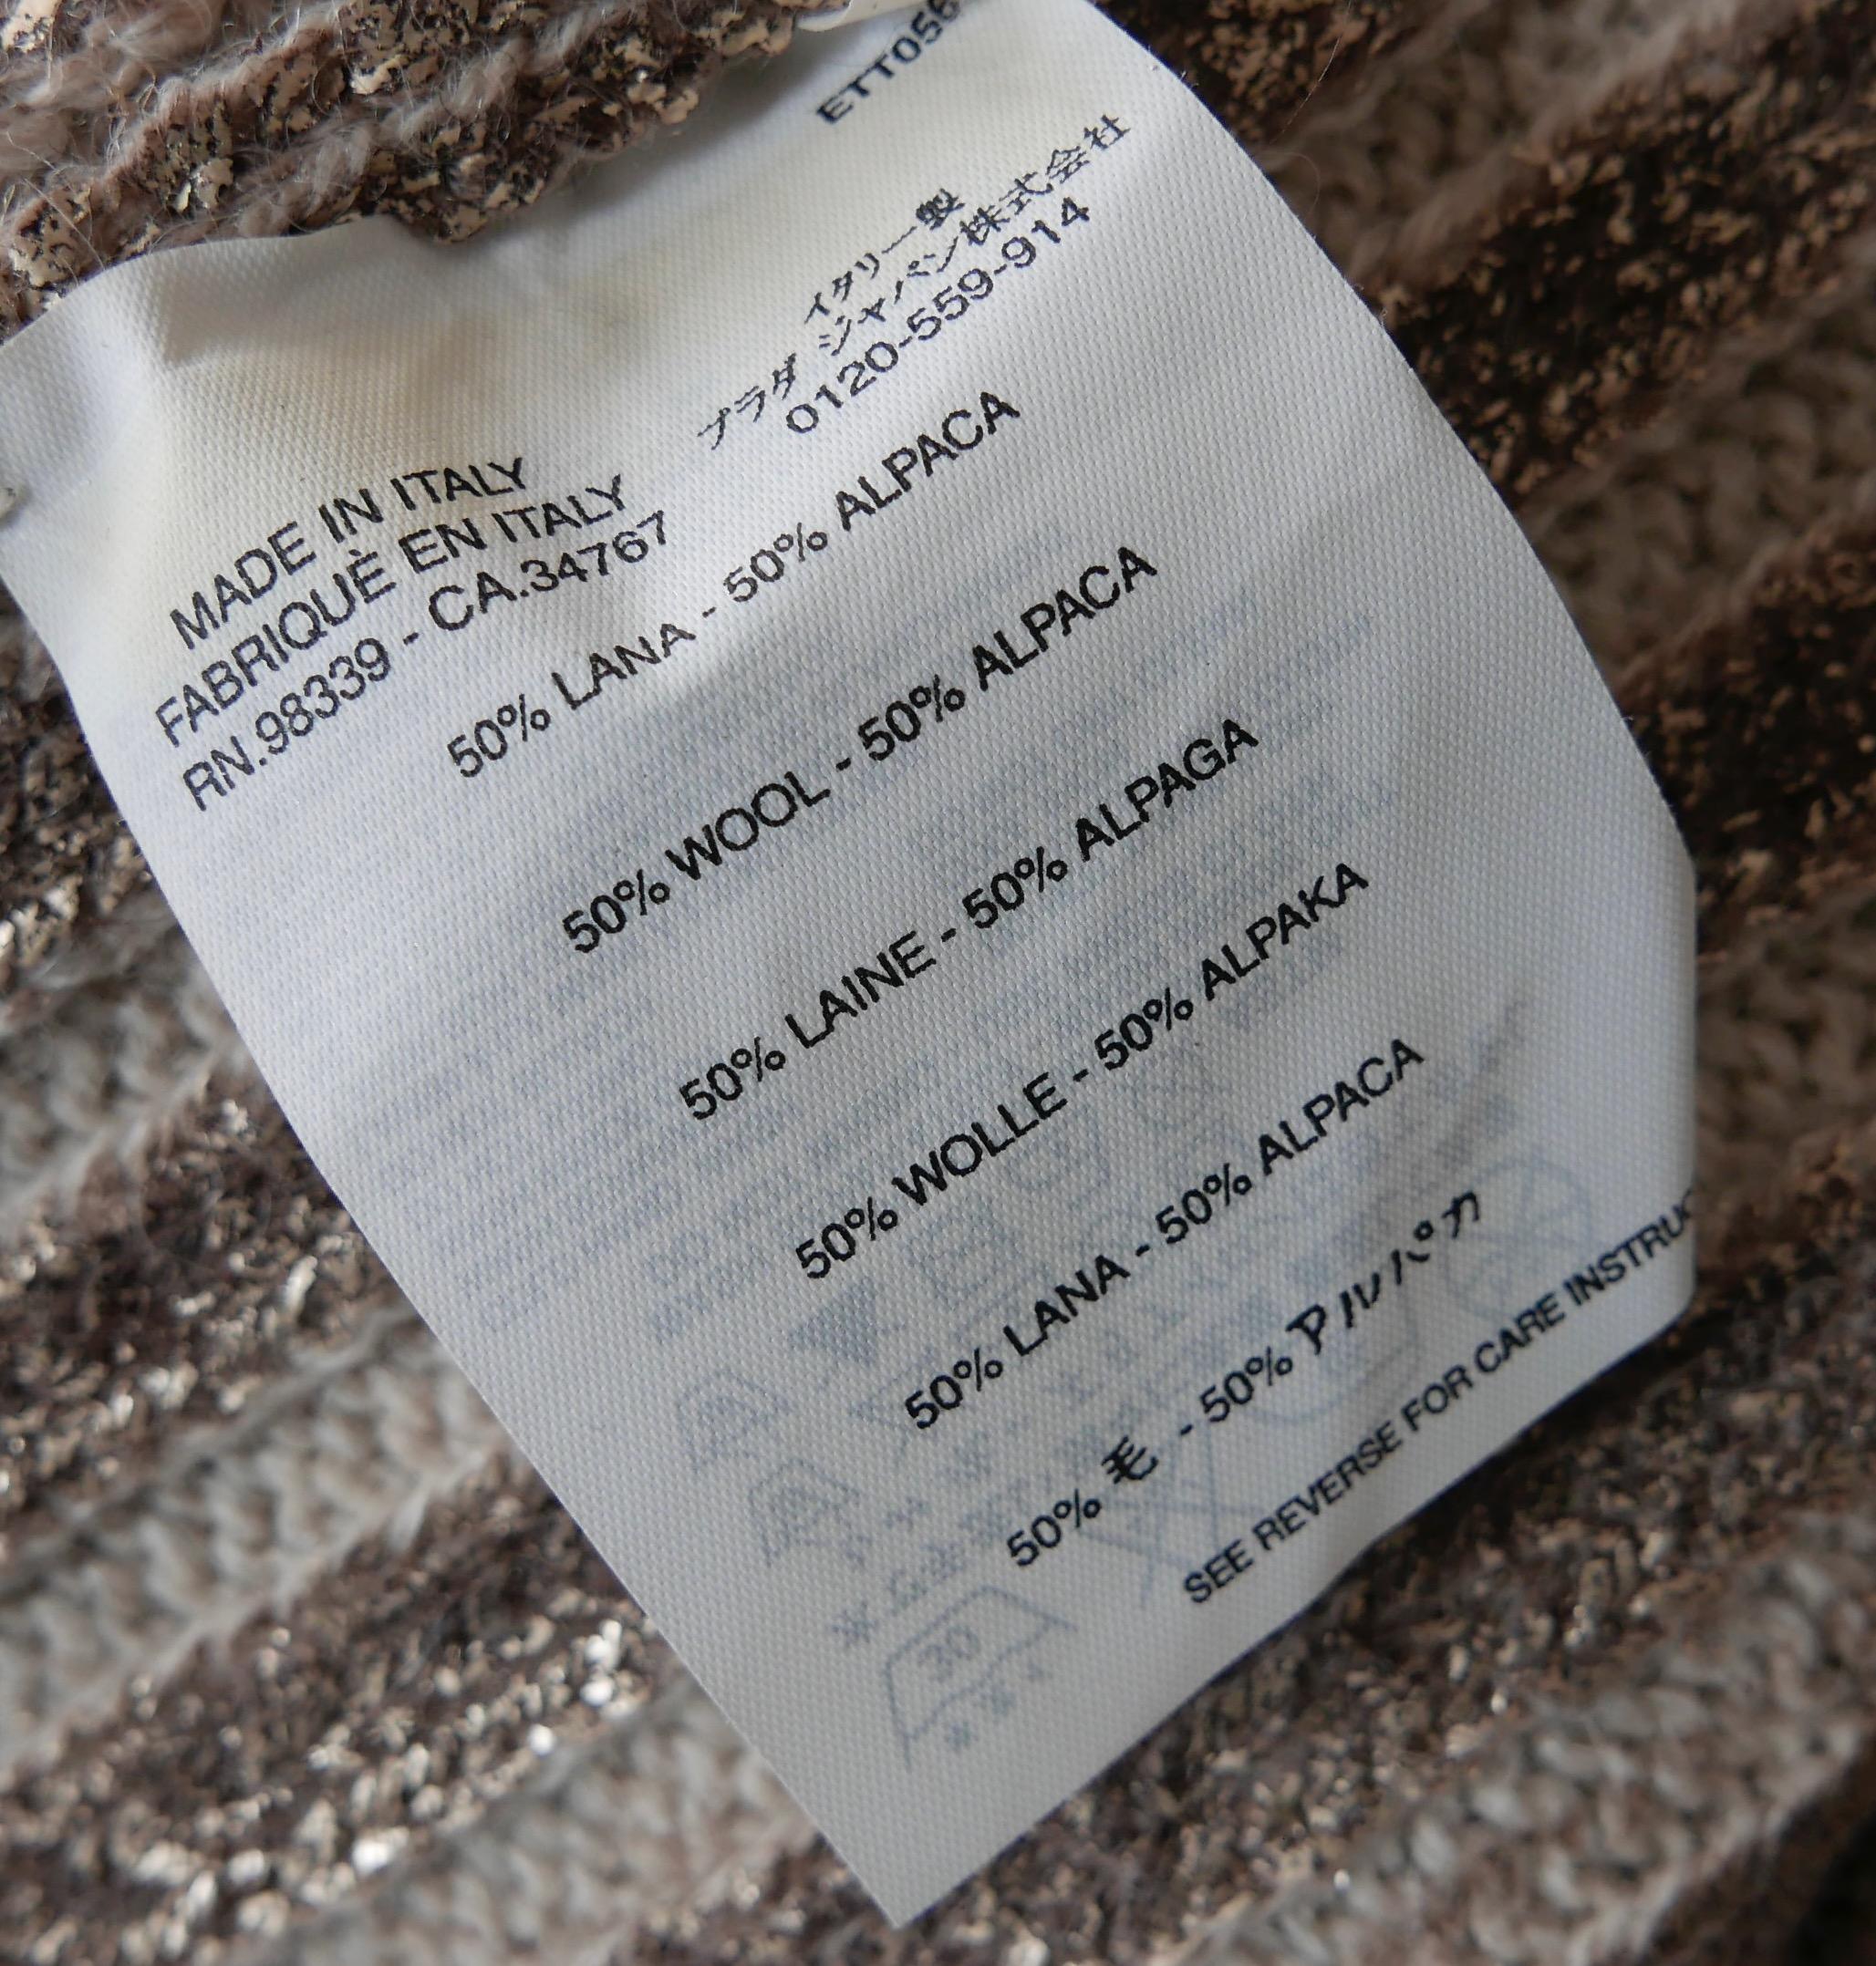 ETT056
イタリー製
プラダ ジャパン株式会社
0120-559-914
MADE IN ITALY
FABRIQUÈ EN ITALY
RN.98339 - CA.34767
50% LANA - 50% ALPACA
50% WOOL - 50% ALPACA
50% LAINE - 50% ALPAGA
50% WOLLE - 50% ALPAKA
50% LANA - 50% ALPACA
50% 毛 - 50% アルパカ
SEE REVERSE FOR CARE INSTRUC
30